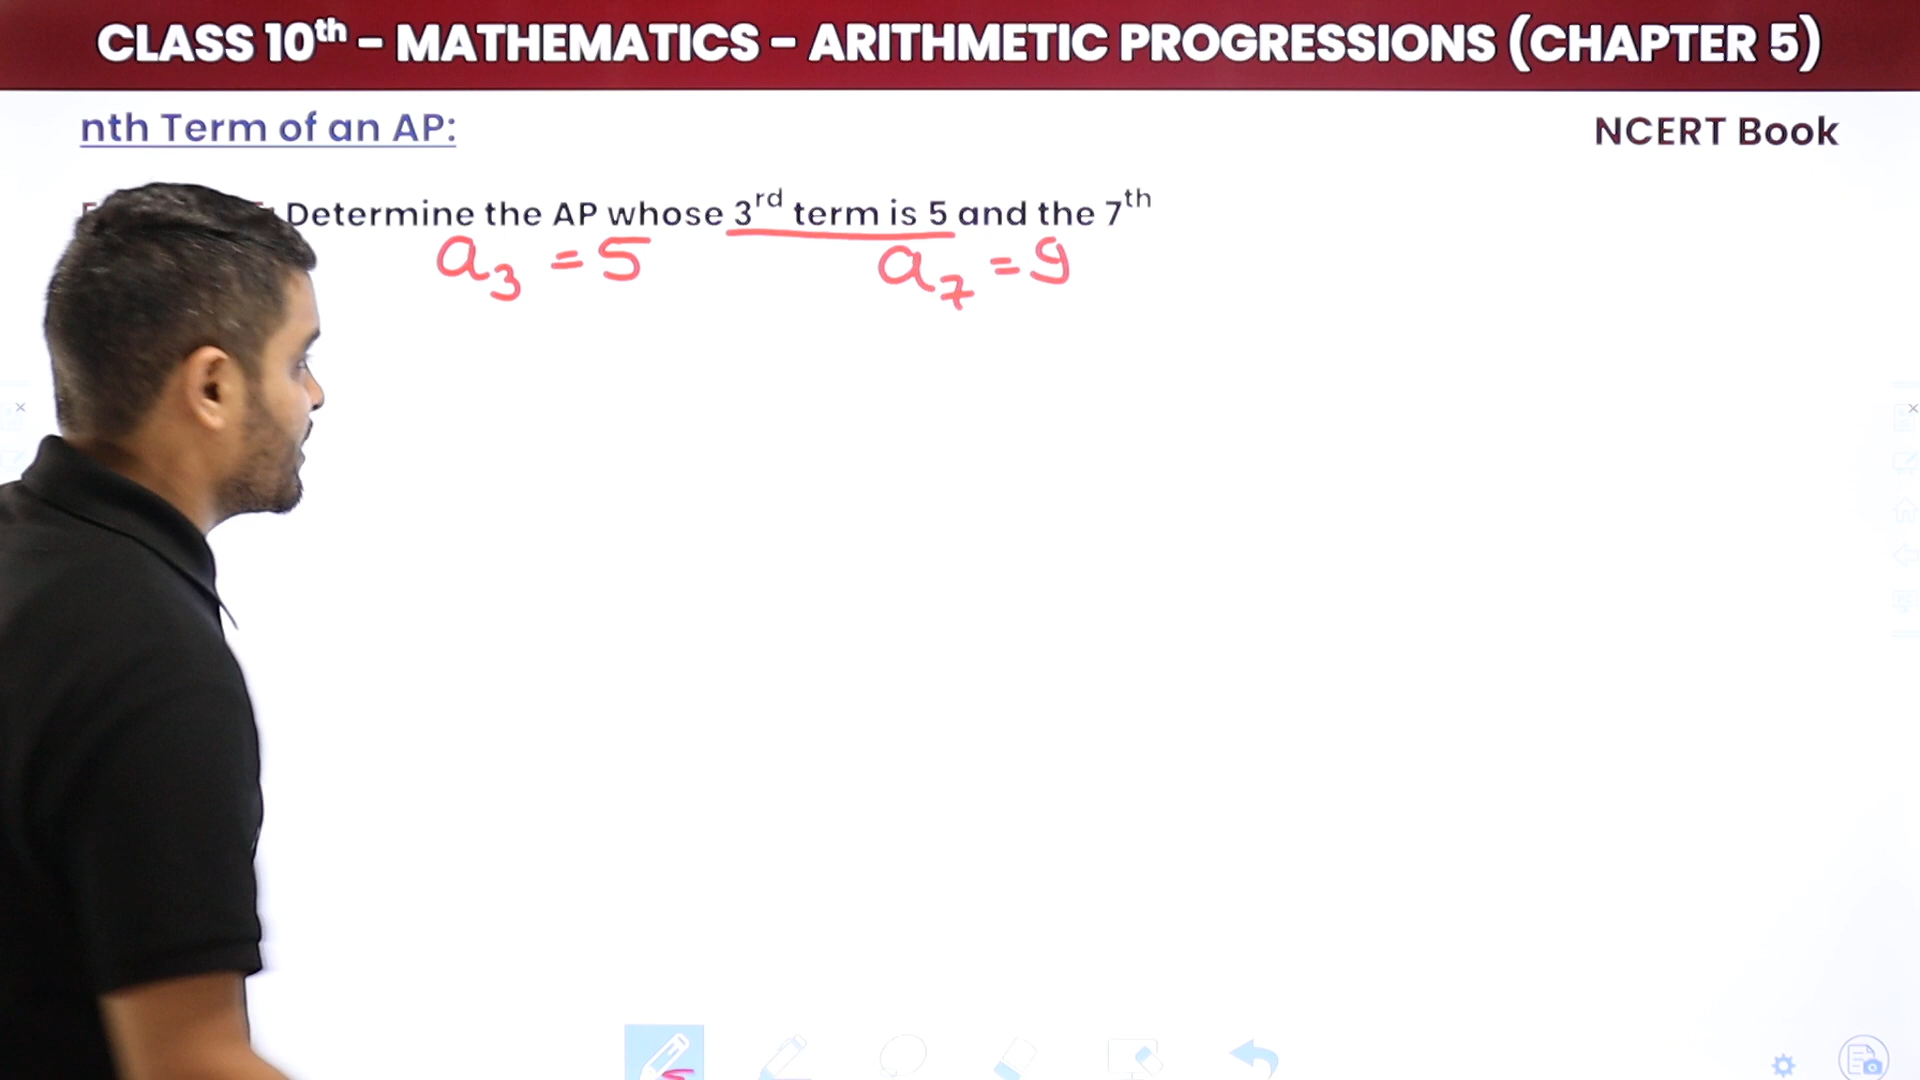 CLASS 10th - MATHEMATICS - ARITHMETIC PROGRESSIONS (CHAPTER 5)
nth Term of an AP:
NCERT Book
Determine the AP whose 3rd term is 5 and the 7th
a3 = 5
a7 = 9